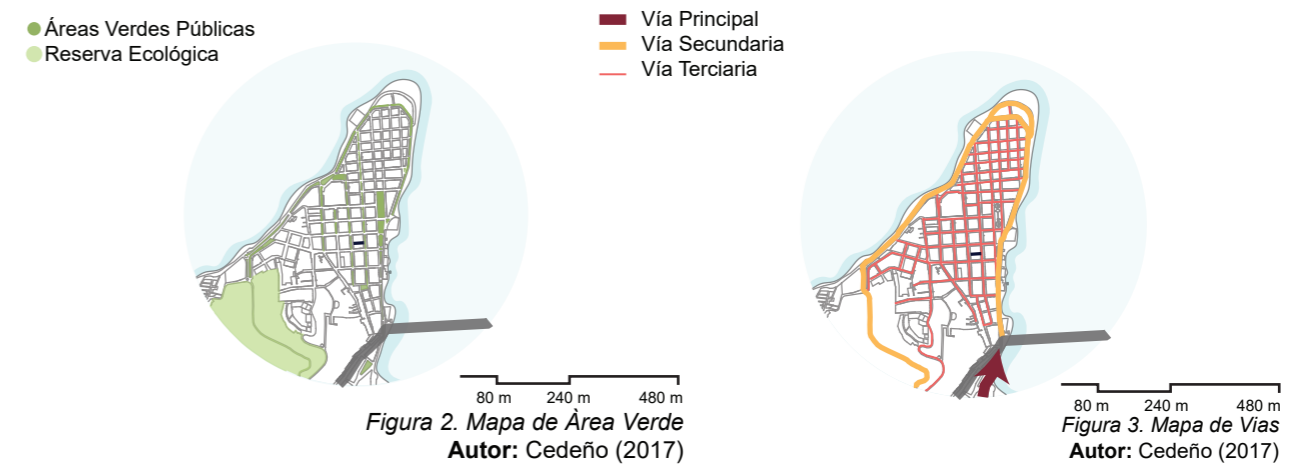 Áreas Verdes Públicas
Reserva Ecológica
80 m 240 m 480 m
Figura 2. Mapa de Àrea Verde
Autor: Cedeño (2017)
Vía Principal
Vía Secundaria
Vía Terciaria
80 m 240 m 480 m
Figura 3. Mapa de Vias
Autor: Cedeño (2017)